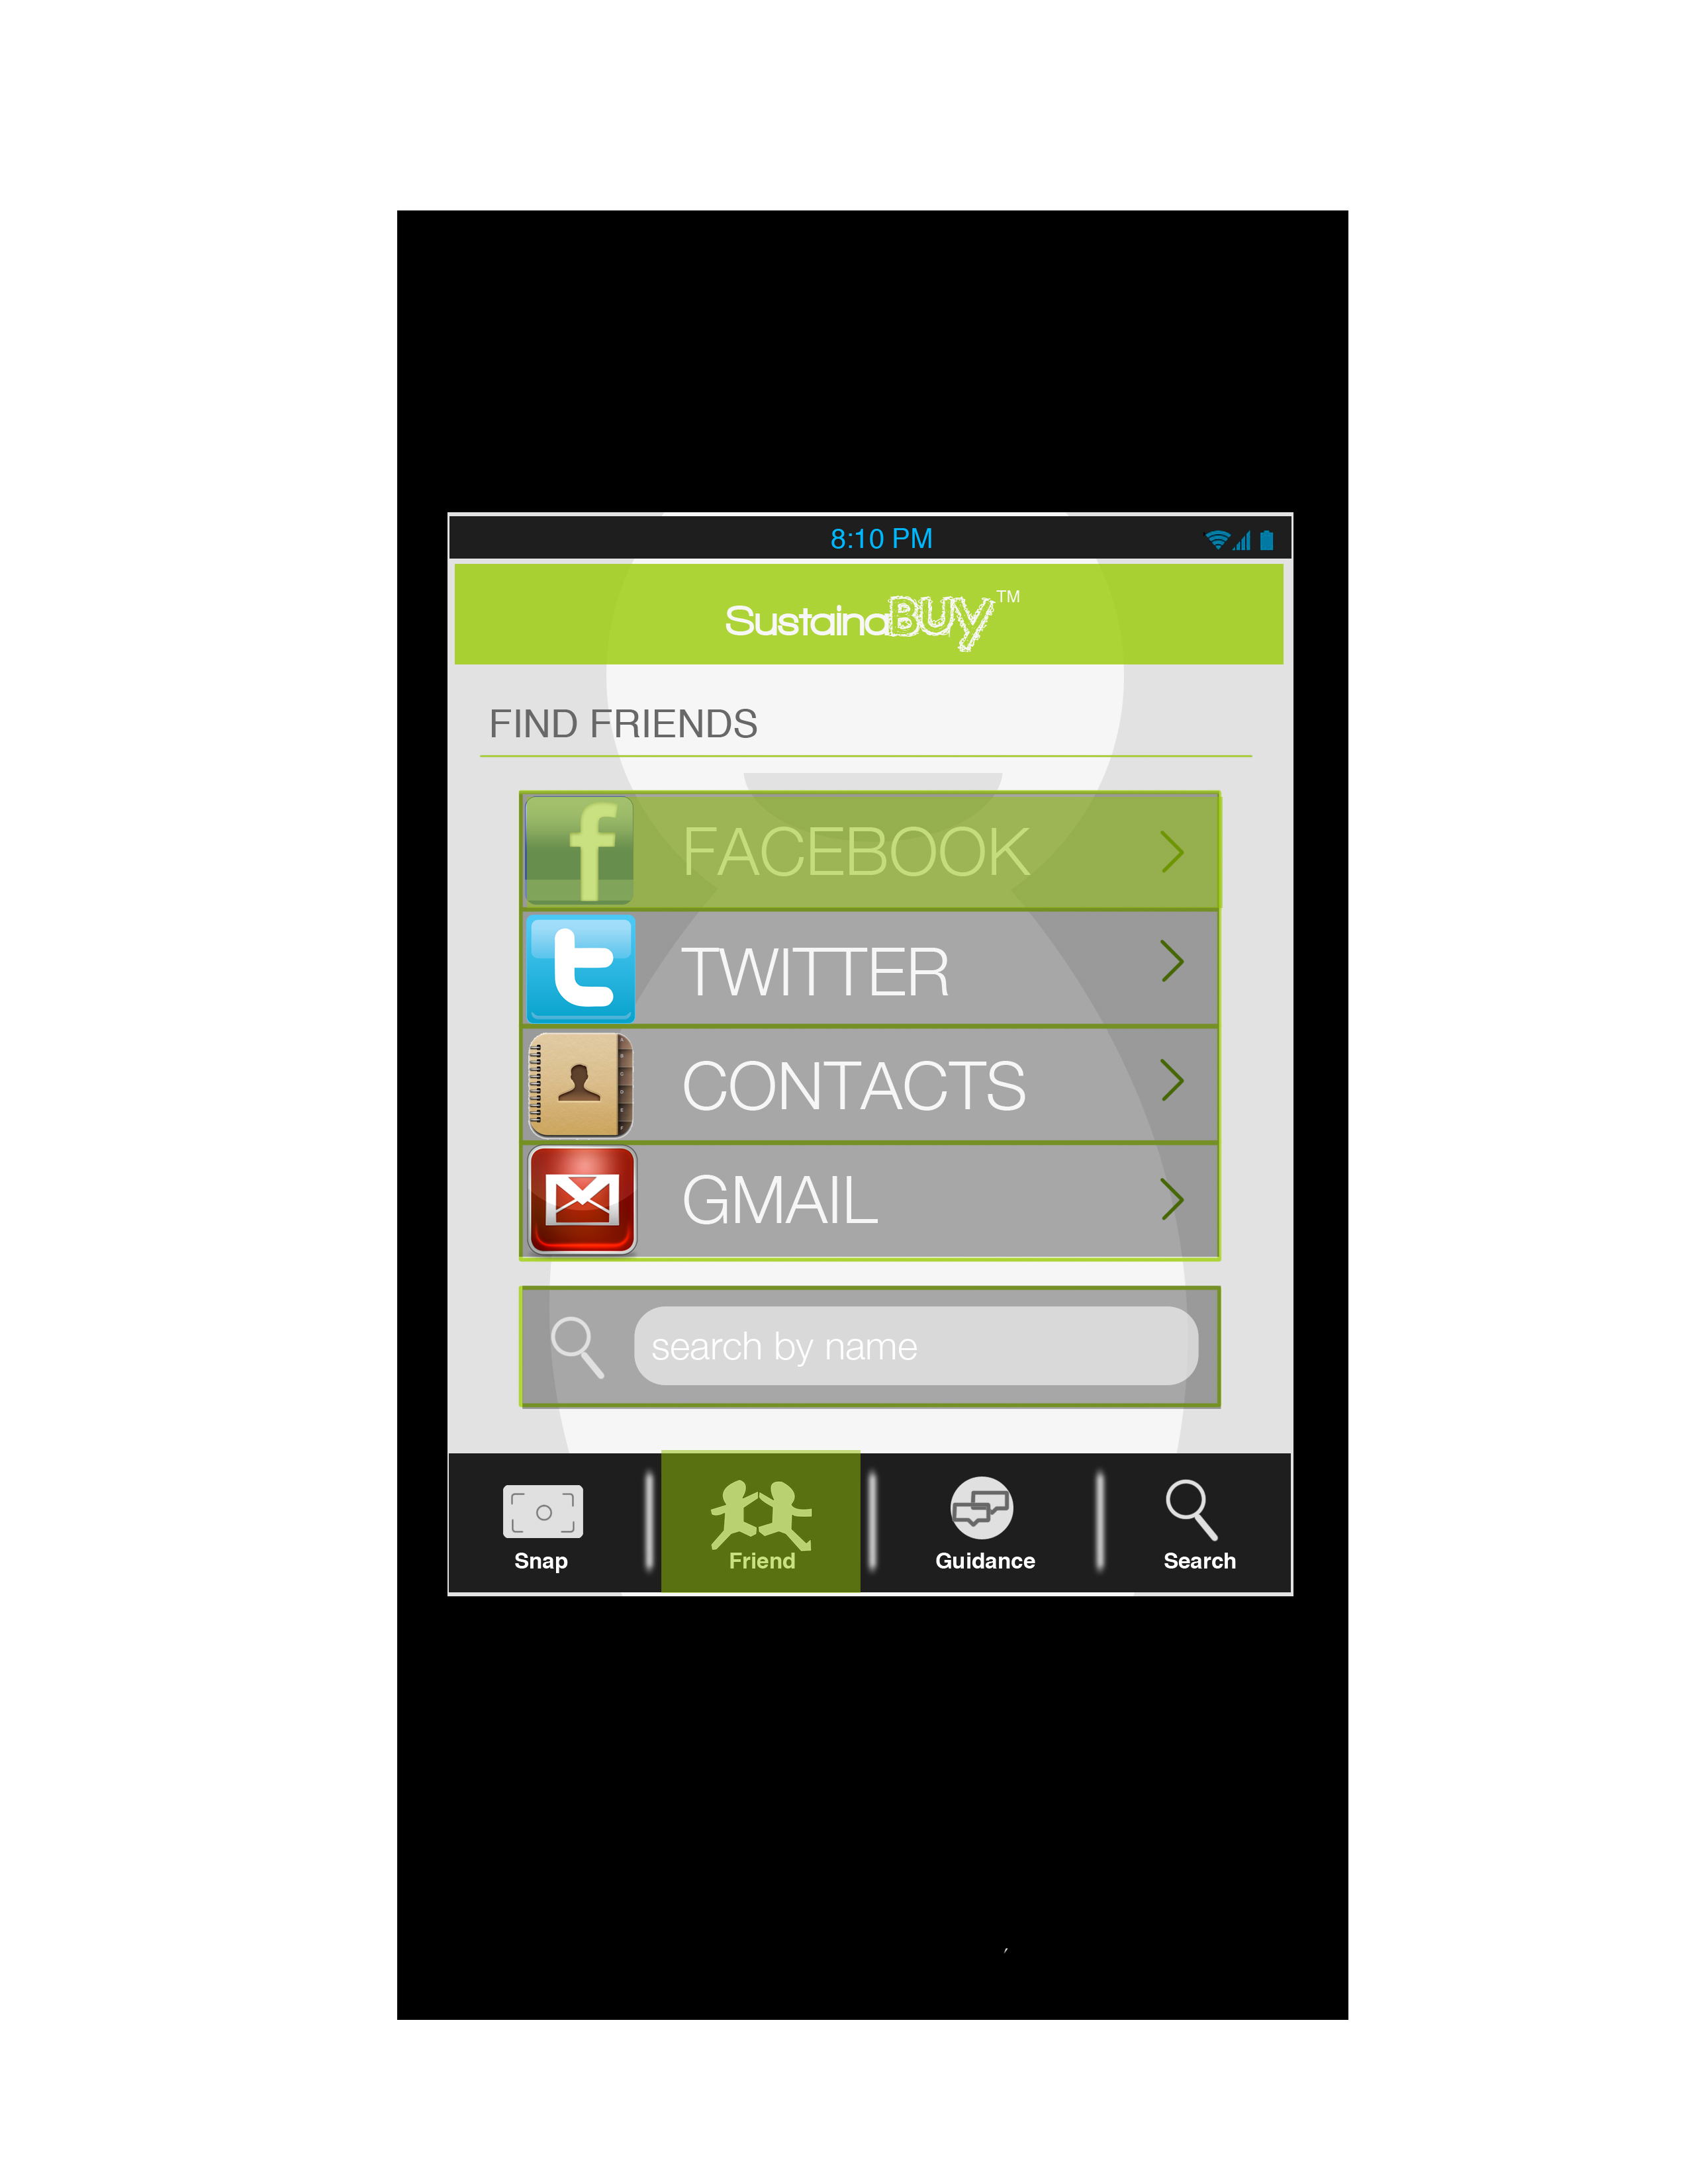 8:10 PM
SustainaBUY™
FIND FRIENDS
f FACEBOOK
t TWITTER
CONTACTS
GMAIL
search by name
Snap Friend Guidance Search